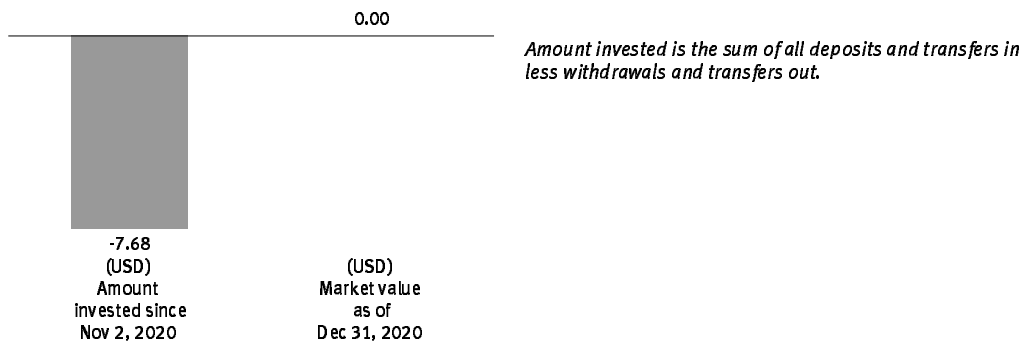 0.00
Amount invested is the sum of all deposits and transfers in
less withdrawals and transfers out.
-7.68
(USD)
Amount
invested since
Nov 2, 2020
(USD)
Market value
as of
Dec 31, 2020